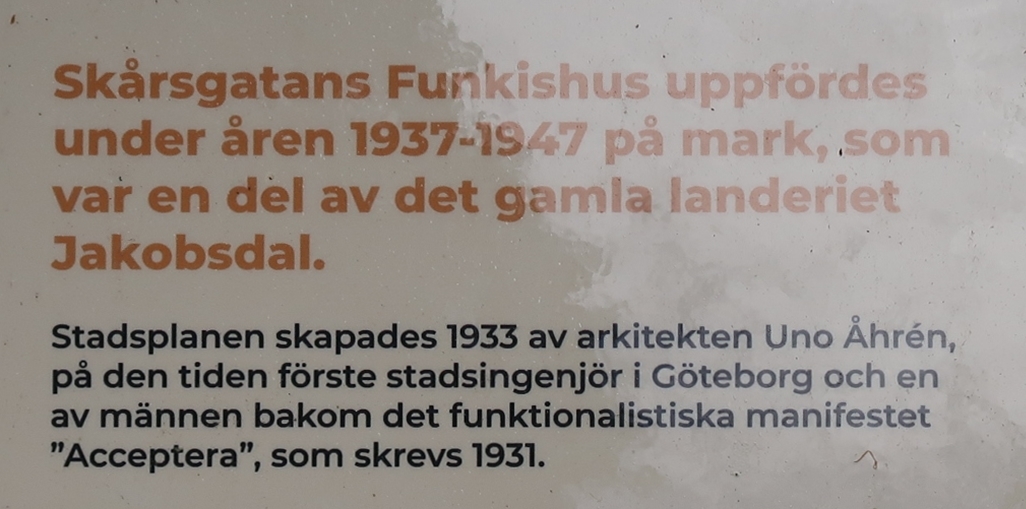 Skårsgatans Funkishus uppfördes
under åren 1937-1947 på mark, som
var en del av det gamla landeriet
Jakobsdal.
Stadsplanen skapades 1933 av arkitekten Uno Åhrén,
på den tiden förste stadsingenjör i Göteborg och en
av männen bakom det funktionalistiska manifestet
”Acceptera”, som skrevs 1931.